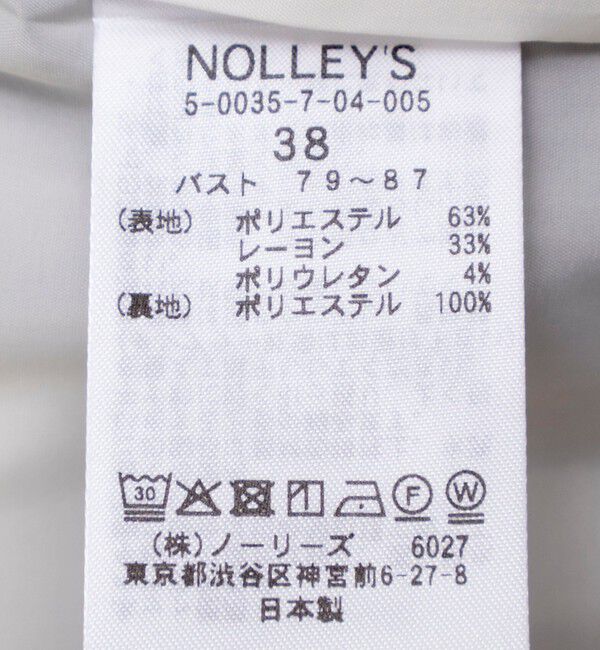 NOLLEY'S
5-0035-7-04-005
38
バスト 79～87
(表地) ポリエステル 63%
レーヨン 33%
ポリウレタン 4%
(裏地) ポリエステル 100%
30 F W
(株)ノーリーズ 6027
東京都渋谷区神宮前6-27-8
日本製